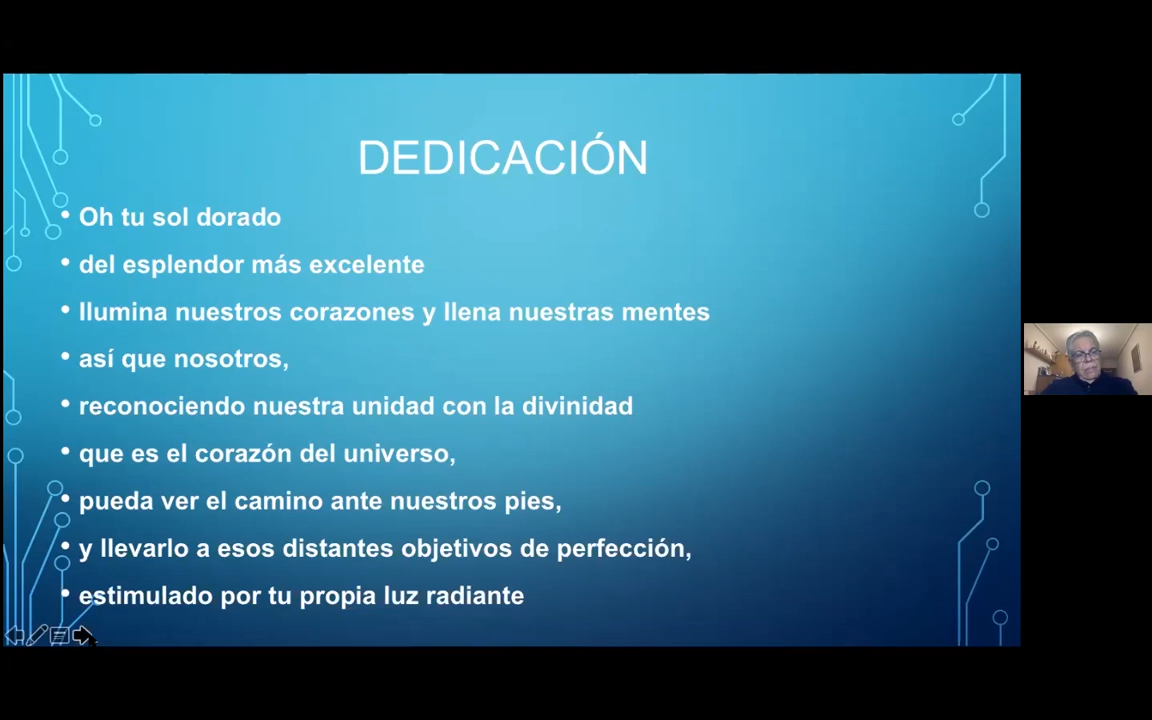 DEDICACIÓN
• Oh tu sol dorado
• del esplendor más excelente
• Ilumina nuestros corazones y llena nuestras mentes
• así que nosotros,
• reconociendo nuestra unidad con la divinidad
• que es el corazón del universo,
• pueda ver el camino ante nuestros pies,
• y llevarlo a esos distantes objetivos de perfección,
• estimulado por tu propia luz radiante